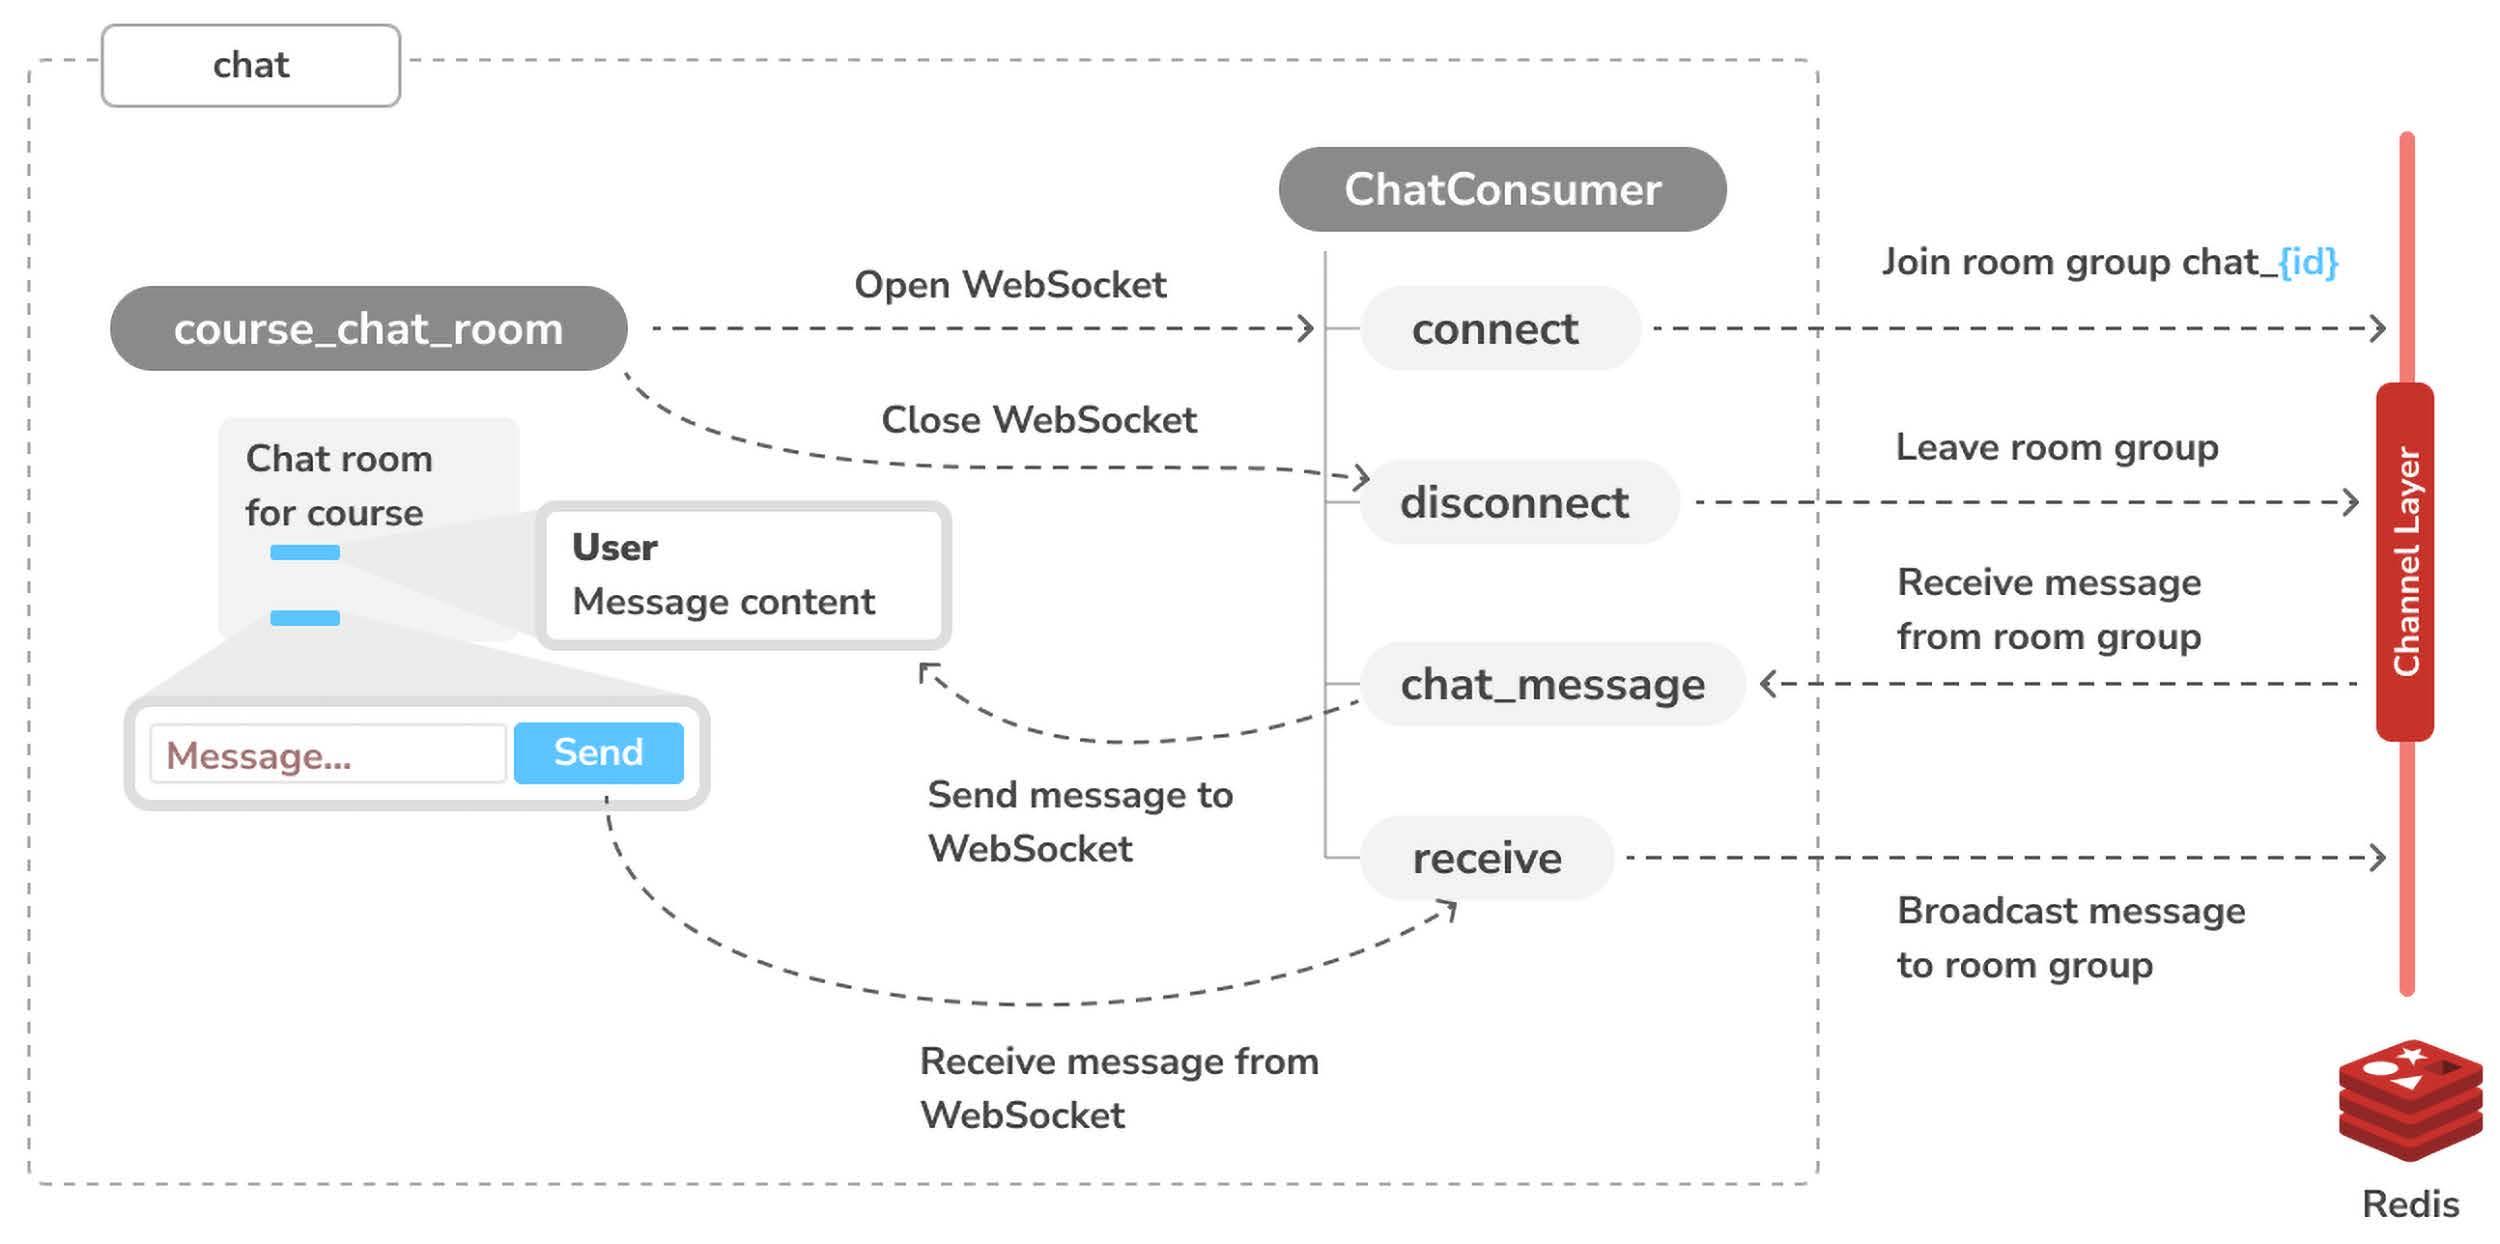 chat
ChatConsumer
Join room group chat_{id}
Open WebSocket
course_chat_room
connect
Close WebSocket
Leave room group
Chat room
for course
disconnect
Channel Layer
User
Message content
Receive message
from room group
chat_message
Message...
Send
Send message to
WebSocket
receive
Broadcast message
to room group
Receive message from
WebSocket
Redis